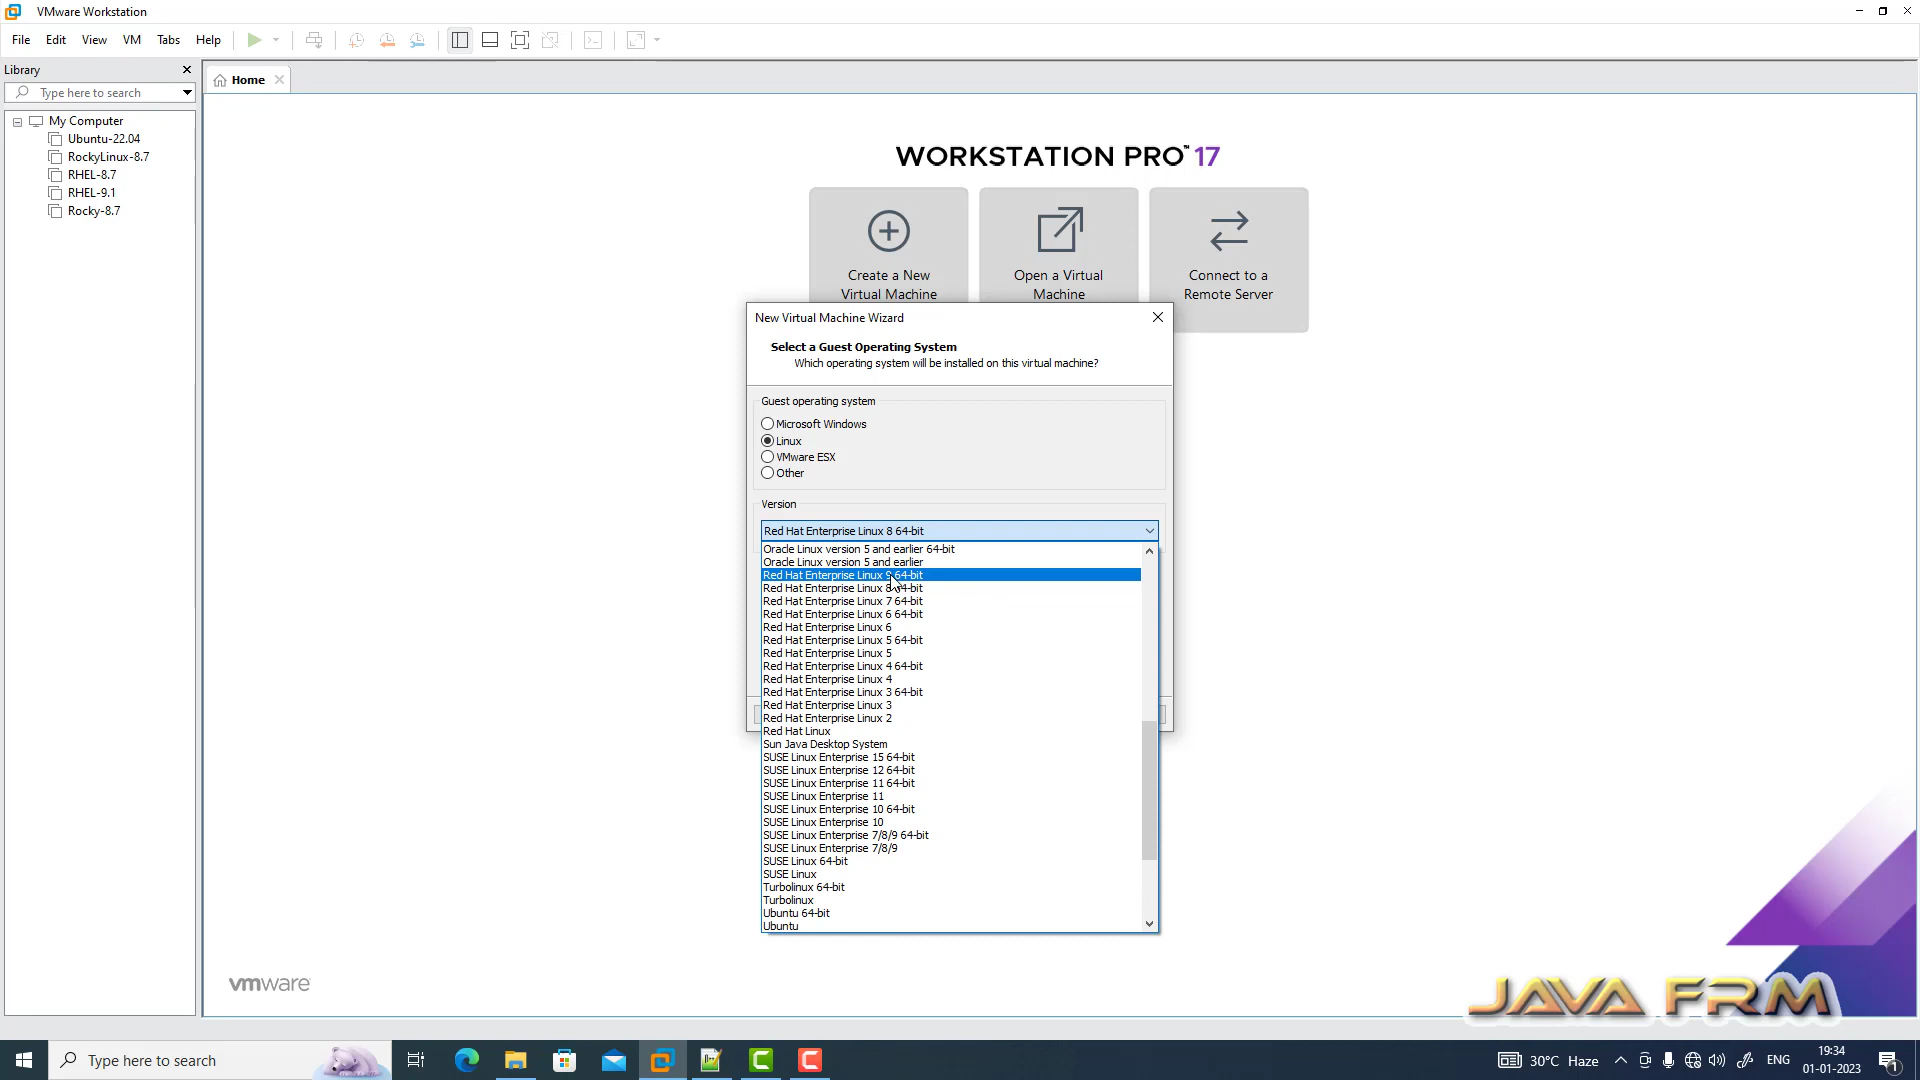 VMware Workstation
File Edit View VM Tabs Help
Library
Type here to search
My Computer
Ubuntu-22.04
RockyLinux-8.7
RHEL-8.7
RHEL-9.1
Rocky-8.7
Home
WORKSTATION PRO™ 17
Create a New
Virtual Machine
Open a Virtual
Machine
Connect to a
Remote Server
New Virtual Machine Wizard
Select a Guest Operating System
Which operating system will be installed on this virtual machine?
Guest operating system
Microsoft Windows
Linux
VMware ESX
Other
Version
Red Hat Enterprise Linux 8 64-bit
Oracle Linux version 5 and earlier 64-bit
Oracle Linux version 5 and earlier
Red Hat Enterprise Linux 9 64-bit
Red Hat Enterprise Linux 8 64-bit
Red Hat Enterprise Linux 7 64-bit
Red Hat Enterprise Linux 6 64-bit
Red Hat Enterprise Linux 6
Red Hat Enterprise Linux 5 64-bit
Red Hat Enterprise Linux 5
Red Hat Enterprise Linux 4 64-bit
Red Hat Enterprise Linux 4
Red Hat Enterprise Linux 3 64-bit
Red Hat Enterprise Linux 3
Red Hat Enterprise Linux 2
Red Hat Linux
Sun Java Desktop System
SUSE Linux Enterprise 15 64-bit
SUSE Linux Enterprise 12 64-bit
SUSE Linux Enterprise 11 64-bit
SUSE Linux Enterprise 11
SUSE Linux Enterprise 10 64-bit
SUSE Linux Enterprise 10
SUSE Linux Enterprise 7/8/9 64-bit
SUSE Linux Enterprise 7/8/9
SUSE Linux 64-bit
SUSE Linux
Turbolinux 64-bit
Turbolinux
Ubuntu 64-bit
Ubuntu
vmware
JAVA FRM
Type here to search
30°C Haze
ENG
19:34
01-01-2023
1